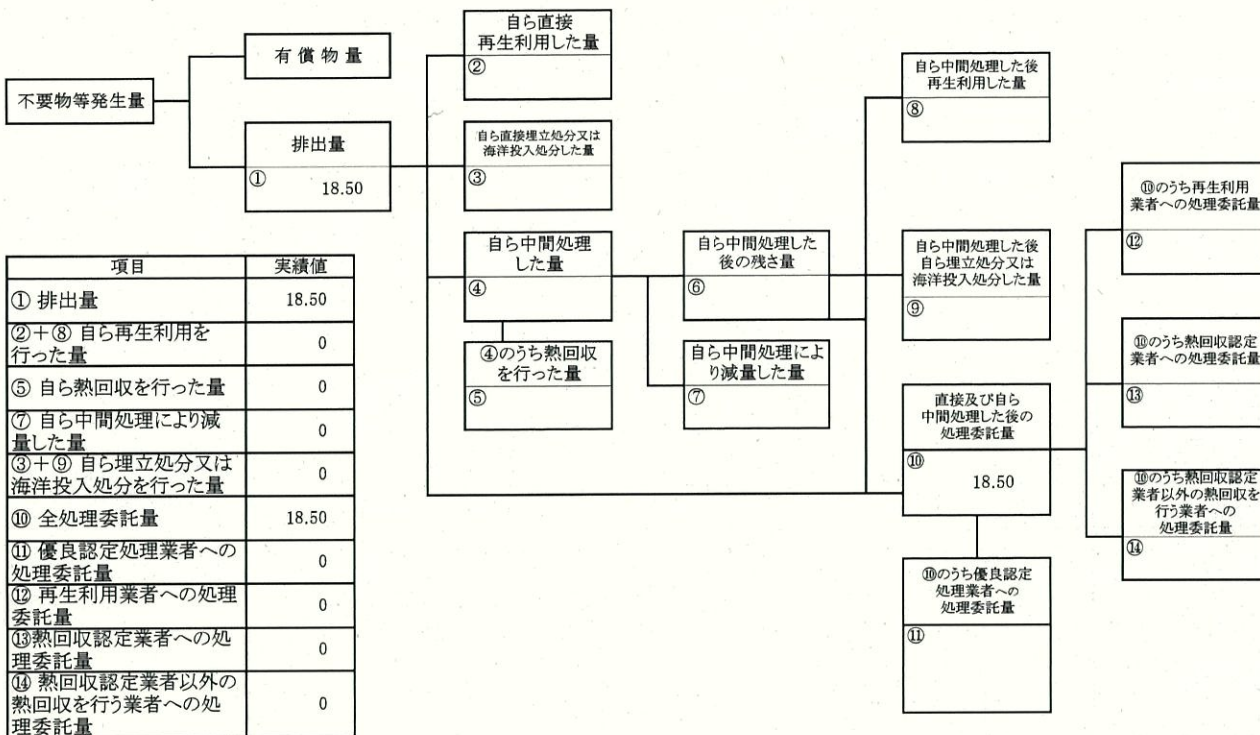 不要物等発生量
有償物量
排出量
① 18.50
自ら直接
再生利用した量
②
自ら直接埋立処分又は
海洋投入処分した量
③
自ら中間処理
した量
④
④のうち熱回収
を行った量
⑤
自ら中間処理した
後の残さ量
⑥
自ら中間処理によ
り減量した量
⑦
自ら中間処理した後
再生利用した量
⑧
自ら中間処理した後
自ら埋立処分又は
海洋投入処分した量
⑨
直接及び自ら
中間処理した後の
処理委託量
⑩
18.50
⑩のうち優良認定
処理業者への
処理委託量
⑪
⑩のうち再生利用
業者への処理委託量
⑫
⑩のうち熱回収認定
業者への処理委託量
⑬
⑩のうち熱回収認定
業者以外の熱回収を
行う業者への
処理委託量
⑭
項目 実績値
① 排出量 18.50
②+⑧ 自ら再生利用を
行った量 0
⑤ 自ら熱回収を行った量 0
⑦ 自ら中間処理により減
量した量 0
③+⑨ 自ら埋立処分又は
海洋投入処分を行った量 0
⑩ 全処理委託量 18.50
⑪ 優良認定処理業者への
処理委託量 0
⑫ 再生利用業者への処理
委託量 0
⑬熱回収認定業者への処
理委託量 0
⑭ 熱回収認定業者以外の
熱回収を行う業者への処
理委託量 0